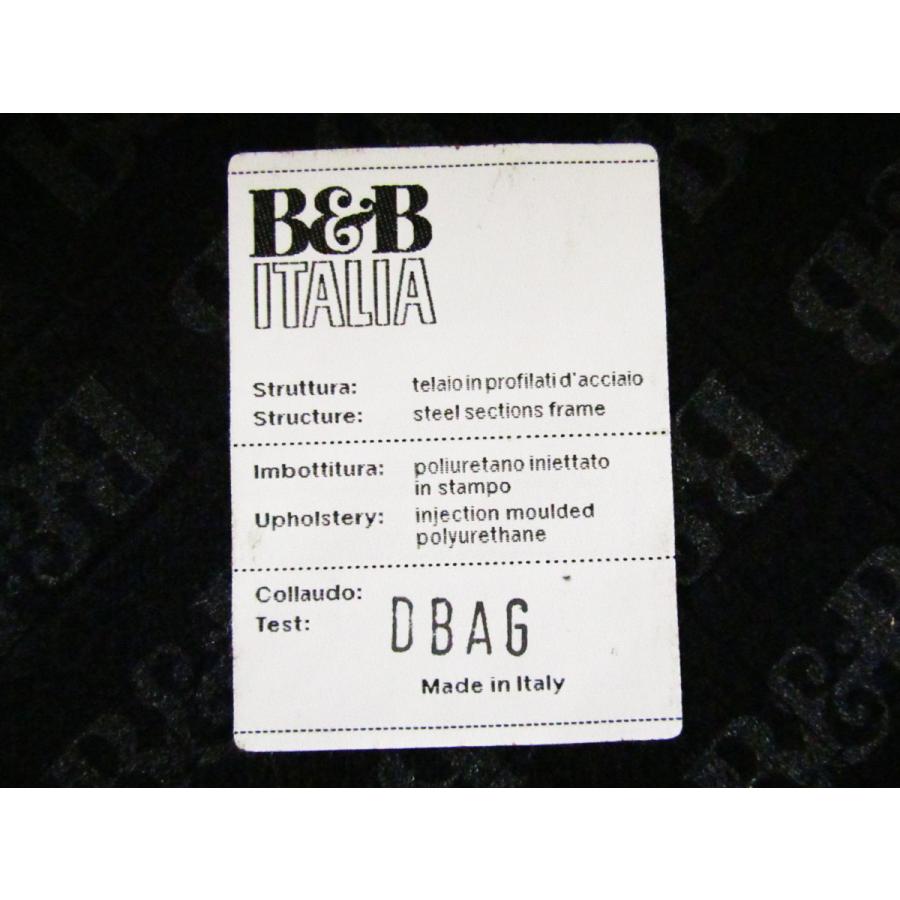 B&B
ITALIA
Struttura: telaio in profilati d'acciaio
Structure: steel sections frame
Imbottitura: poliuretano iniettato
in stampo
Upholstery: injection moulded
polyurethane
Collaudo:
Test: DBAG
Made in Italy